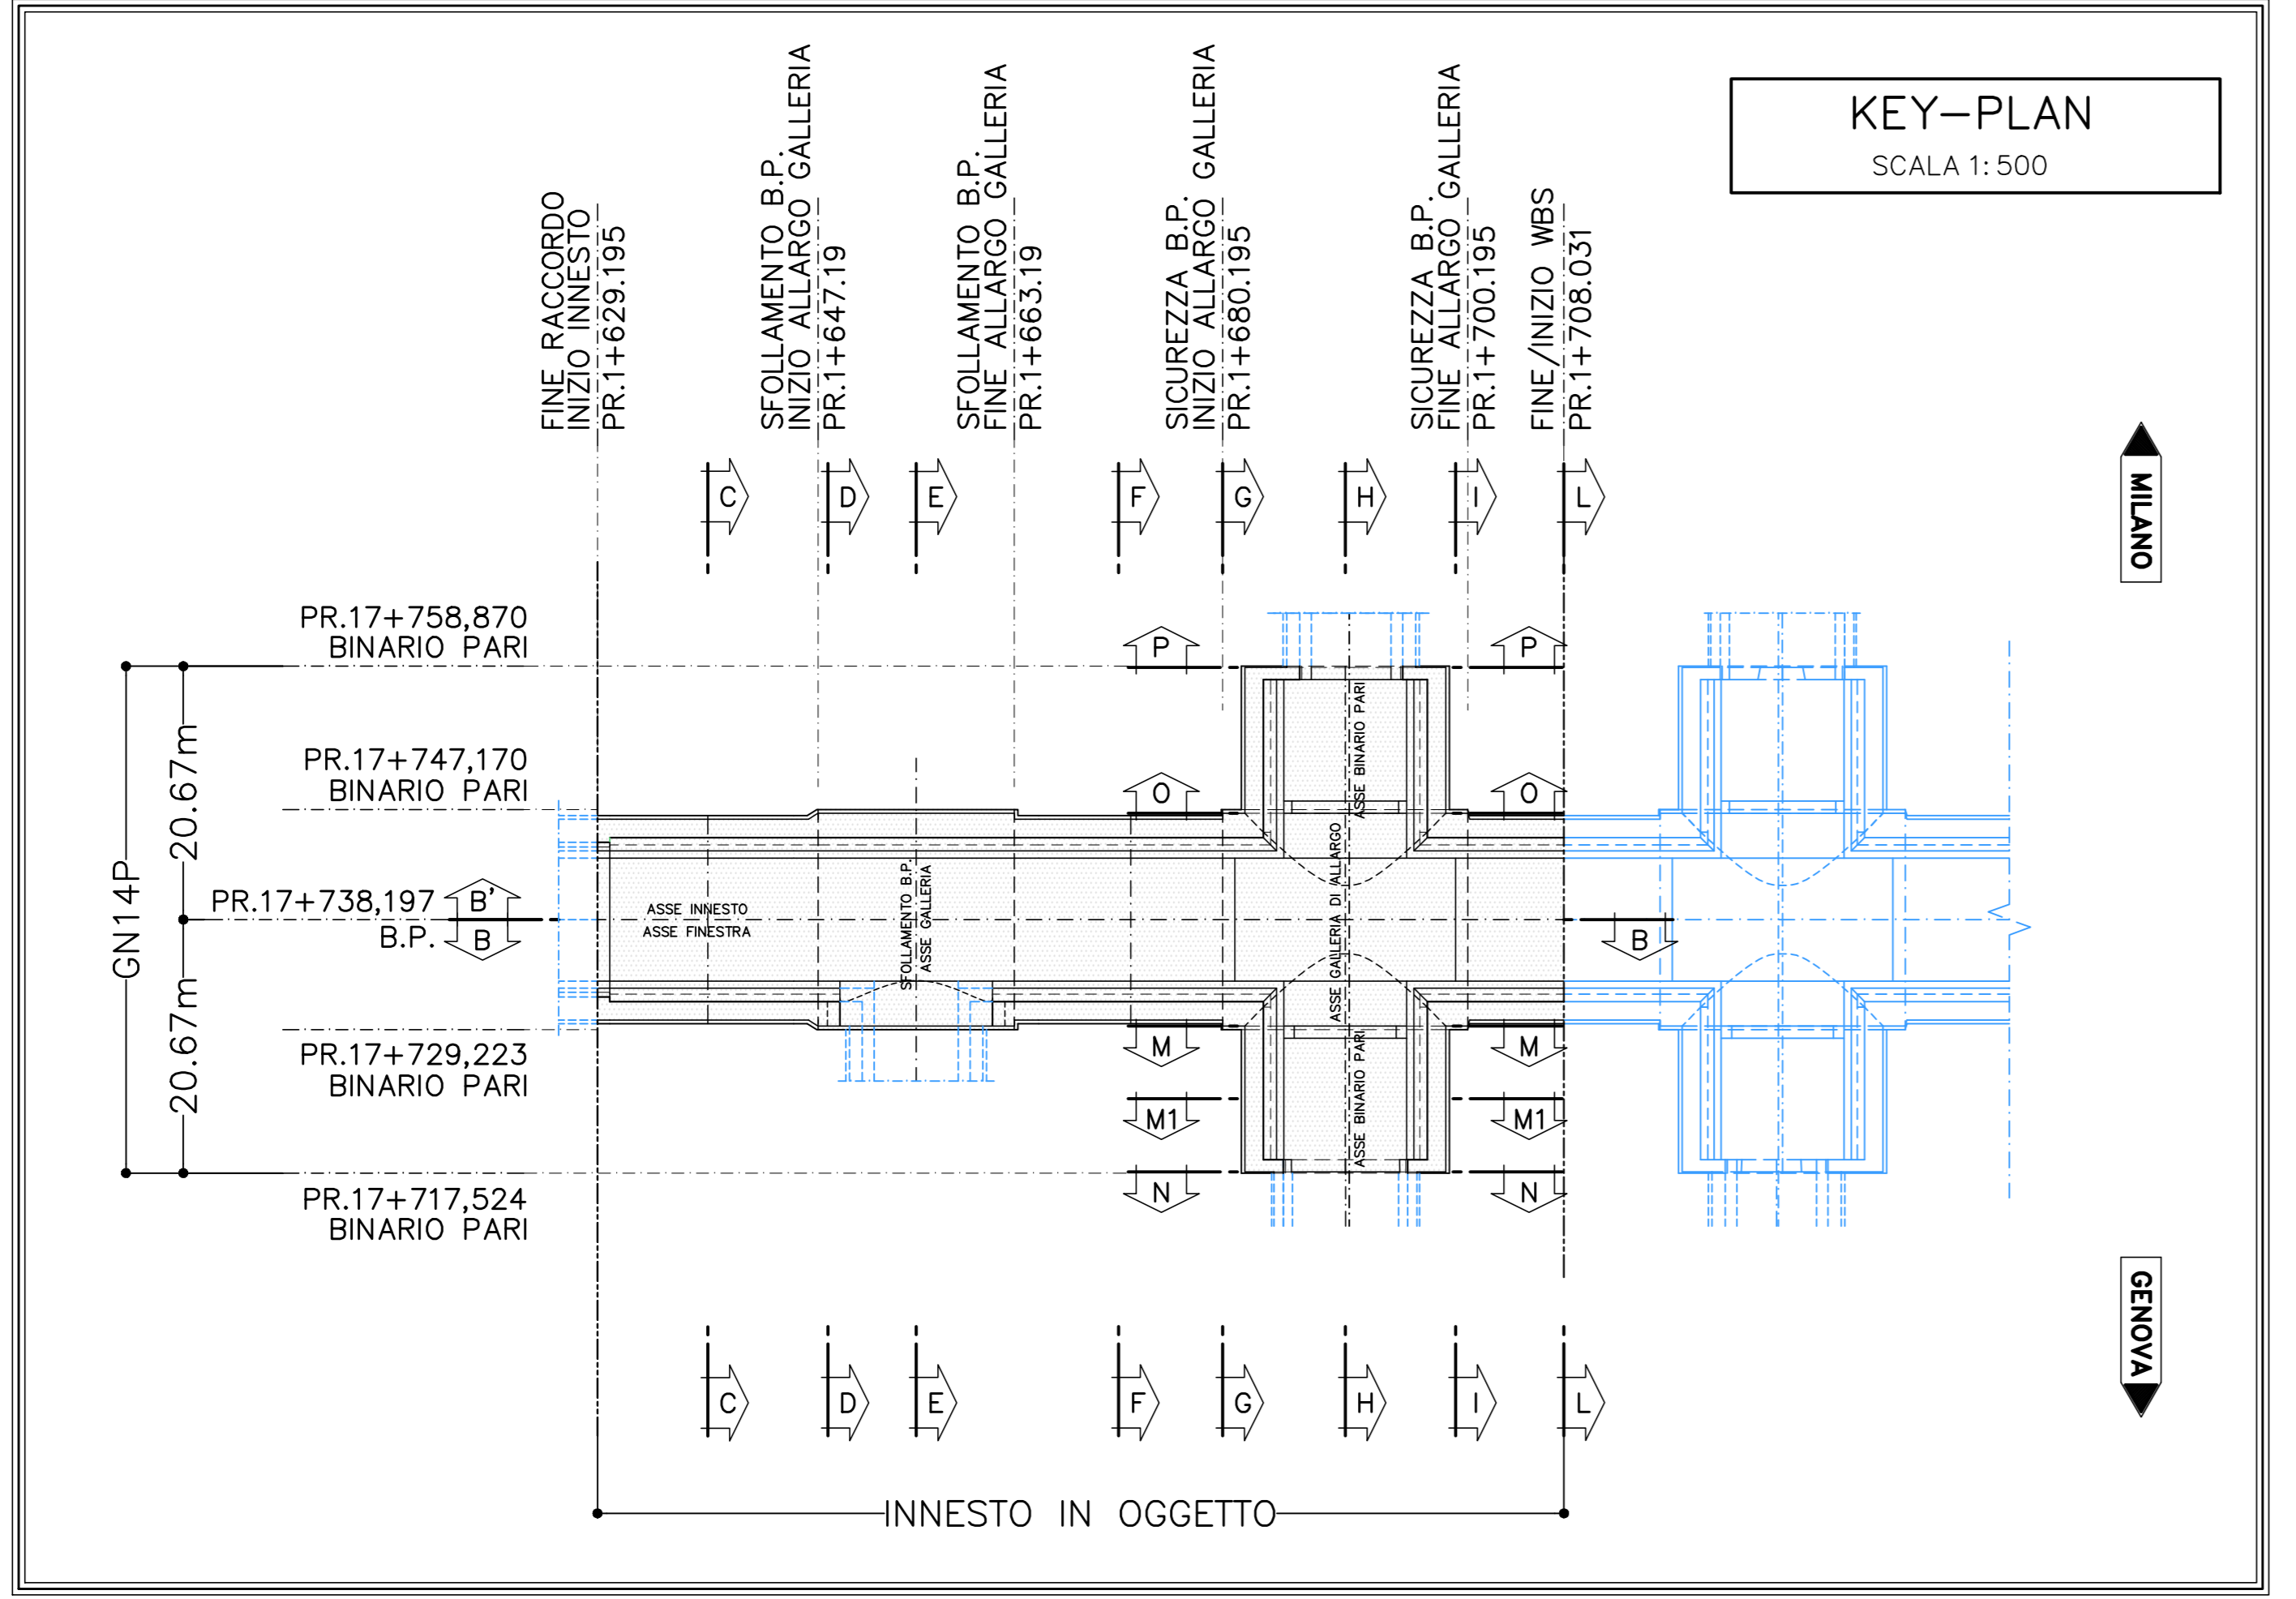 KEY-PLAN
SCALA 1:500
FINE RACCORDO
INIZIO INNESTO
PR.1+629.195
SFOLLAMENTO B.P.
INIZIO ALLARGO GALLERIA
PR.1+647.19
SFOLLAMENTO B.P.
FINE ALLARGO GALLERIA
PR.1+663.19
SICUREZZA B.P.
INIZIO ALLARGO GALLERIA
PR.1+680.195
SICUREZZA B.P.
FINE ALLARGO GALLERIA
PR.1+700.195
FINE/INIZIO WBS
PR.1+708.031
C
D
E
F
G
H
I
L
MILANO
PR.17+758,870
BINARIO PARI
P
P
PR.17+747,170
BINARIO PARI
O
O
GN14P
20.67m
20.67m
PR.17+738,197
B.P.
B'
B
ASSE INNESTO
ASSE FINESTRA
SFOLLAMENTO B.P.
ASSE GALLERIA
ASSE BINARIO PARI
ASSE GALLERIA DI ALLARGO
ASSE BINARIO PARI
B
PR.17+729,223
BINARIO PARI
M
M
M1
M1
PR.17+717,524
BINARIO PARI
N
N
GENOVA
C
D
E
F
G
H
I
L
INNESTO IN OGGETTO